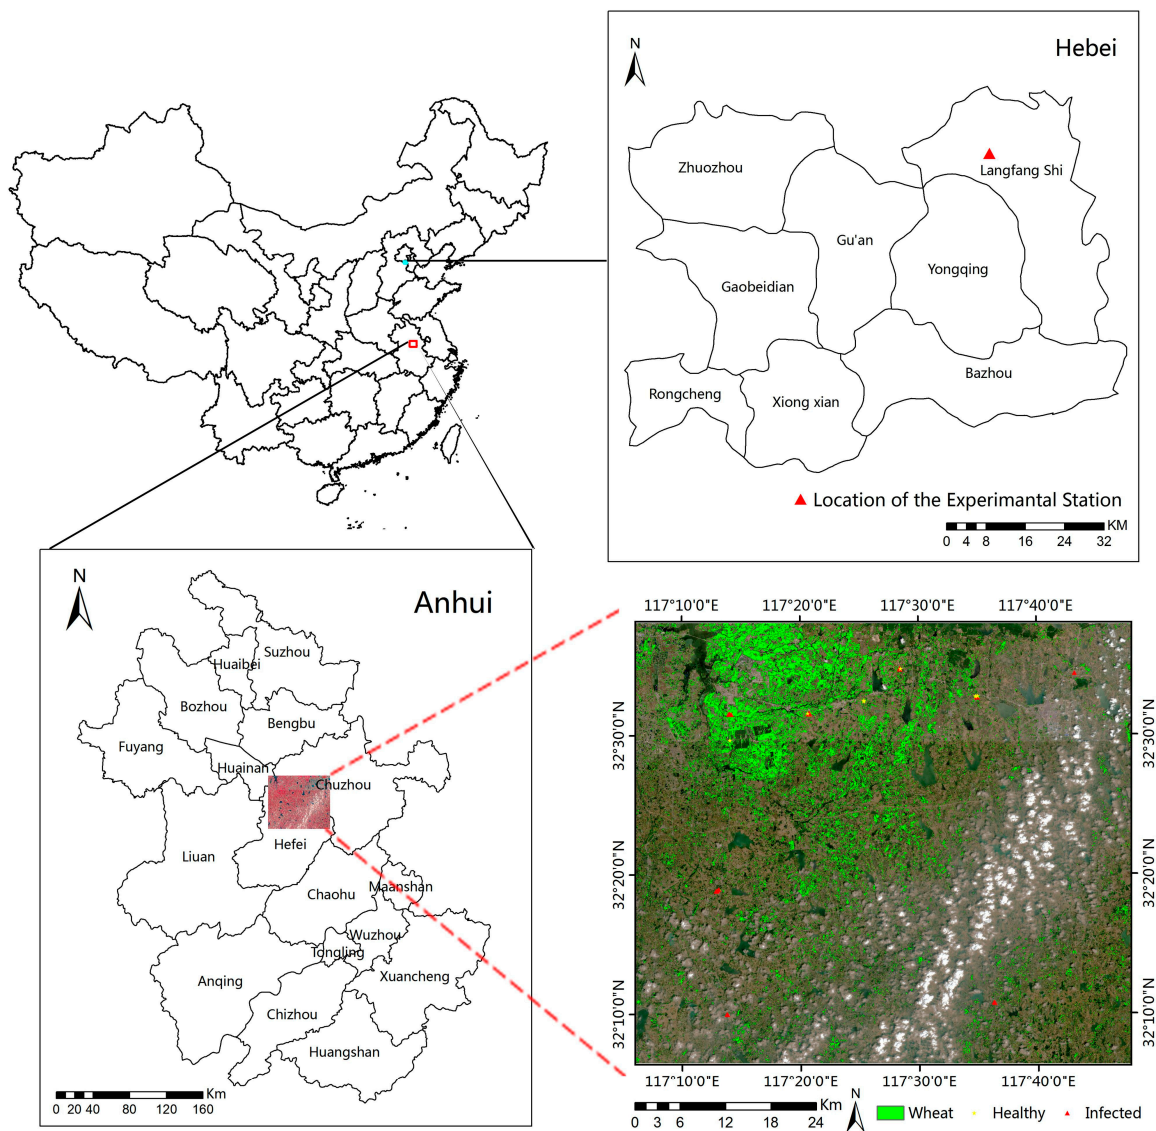 N
Hebei
Zhuozhou
Langfang Shi
Gu'an
Yongqing
Gaobeidian
Bazhou
Rongcheng
Xiong xian
Location of the Experimantal Station
KM
0 4 8 16 24 32
N
Anhui
Suzhou
Huaibei
Bozhou
Bengbu
Fuyang
Huainan
Chuzhou
Hefei
Liuan
Chaohu
Maanshan
Wuzhou
Tongling
Anqing
Xuancheng
Chizhou
Huangshan
Km
0 20 40 80 120 160
117°10'0"E 117°20'0"E 117°30'0"E 117°40'0"E
32°30'0"N 32°30'0"N
32°20'0"N 32°20'0"N
32°10'0"N 32°10'0"N
117°10'0"E 117°20'0"E 117°30'0"E 117°40'0"E
Km
0 3 6 12 18 24
N
Wheat Healthy Infected